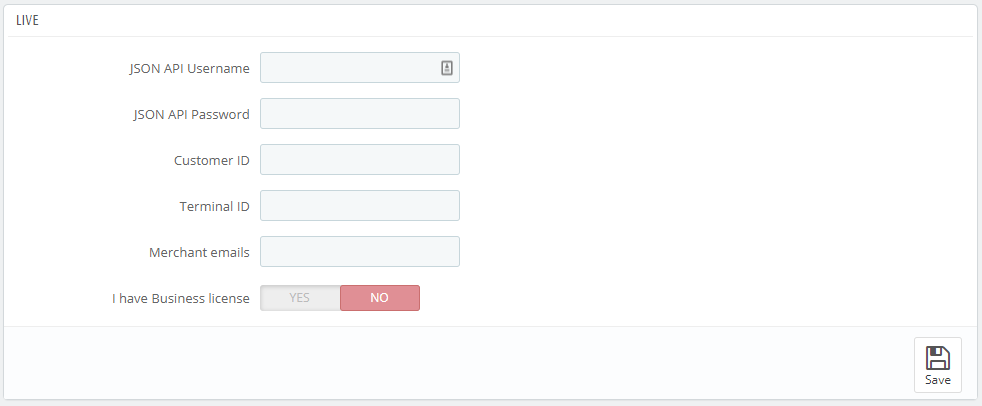 LIVE
JSON API Username
JSON API Password
Customer ID
Terminal ID
Merchant emails
I have Business license YES NO
Save